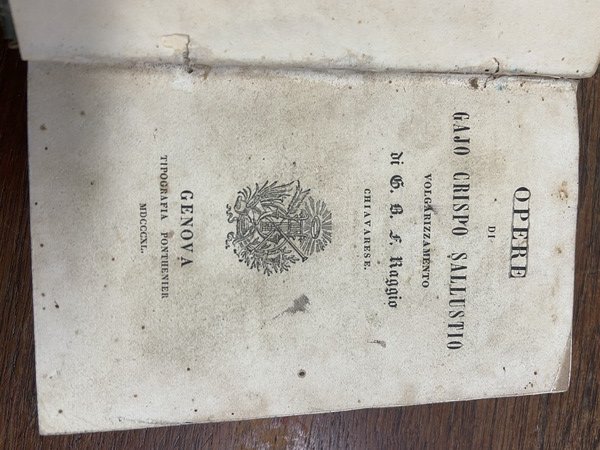 OPERE
DI
GAJO CRISPO SALLUSTIO
VOLGARIZZAMENTO
di G. B. F. Raggio
CHIAVARESE.
GENOVA
TIPOGRAFIA PONTHENIER
MDCCCXL.